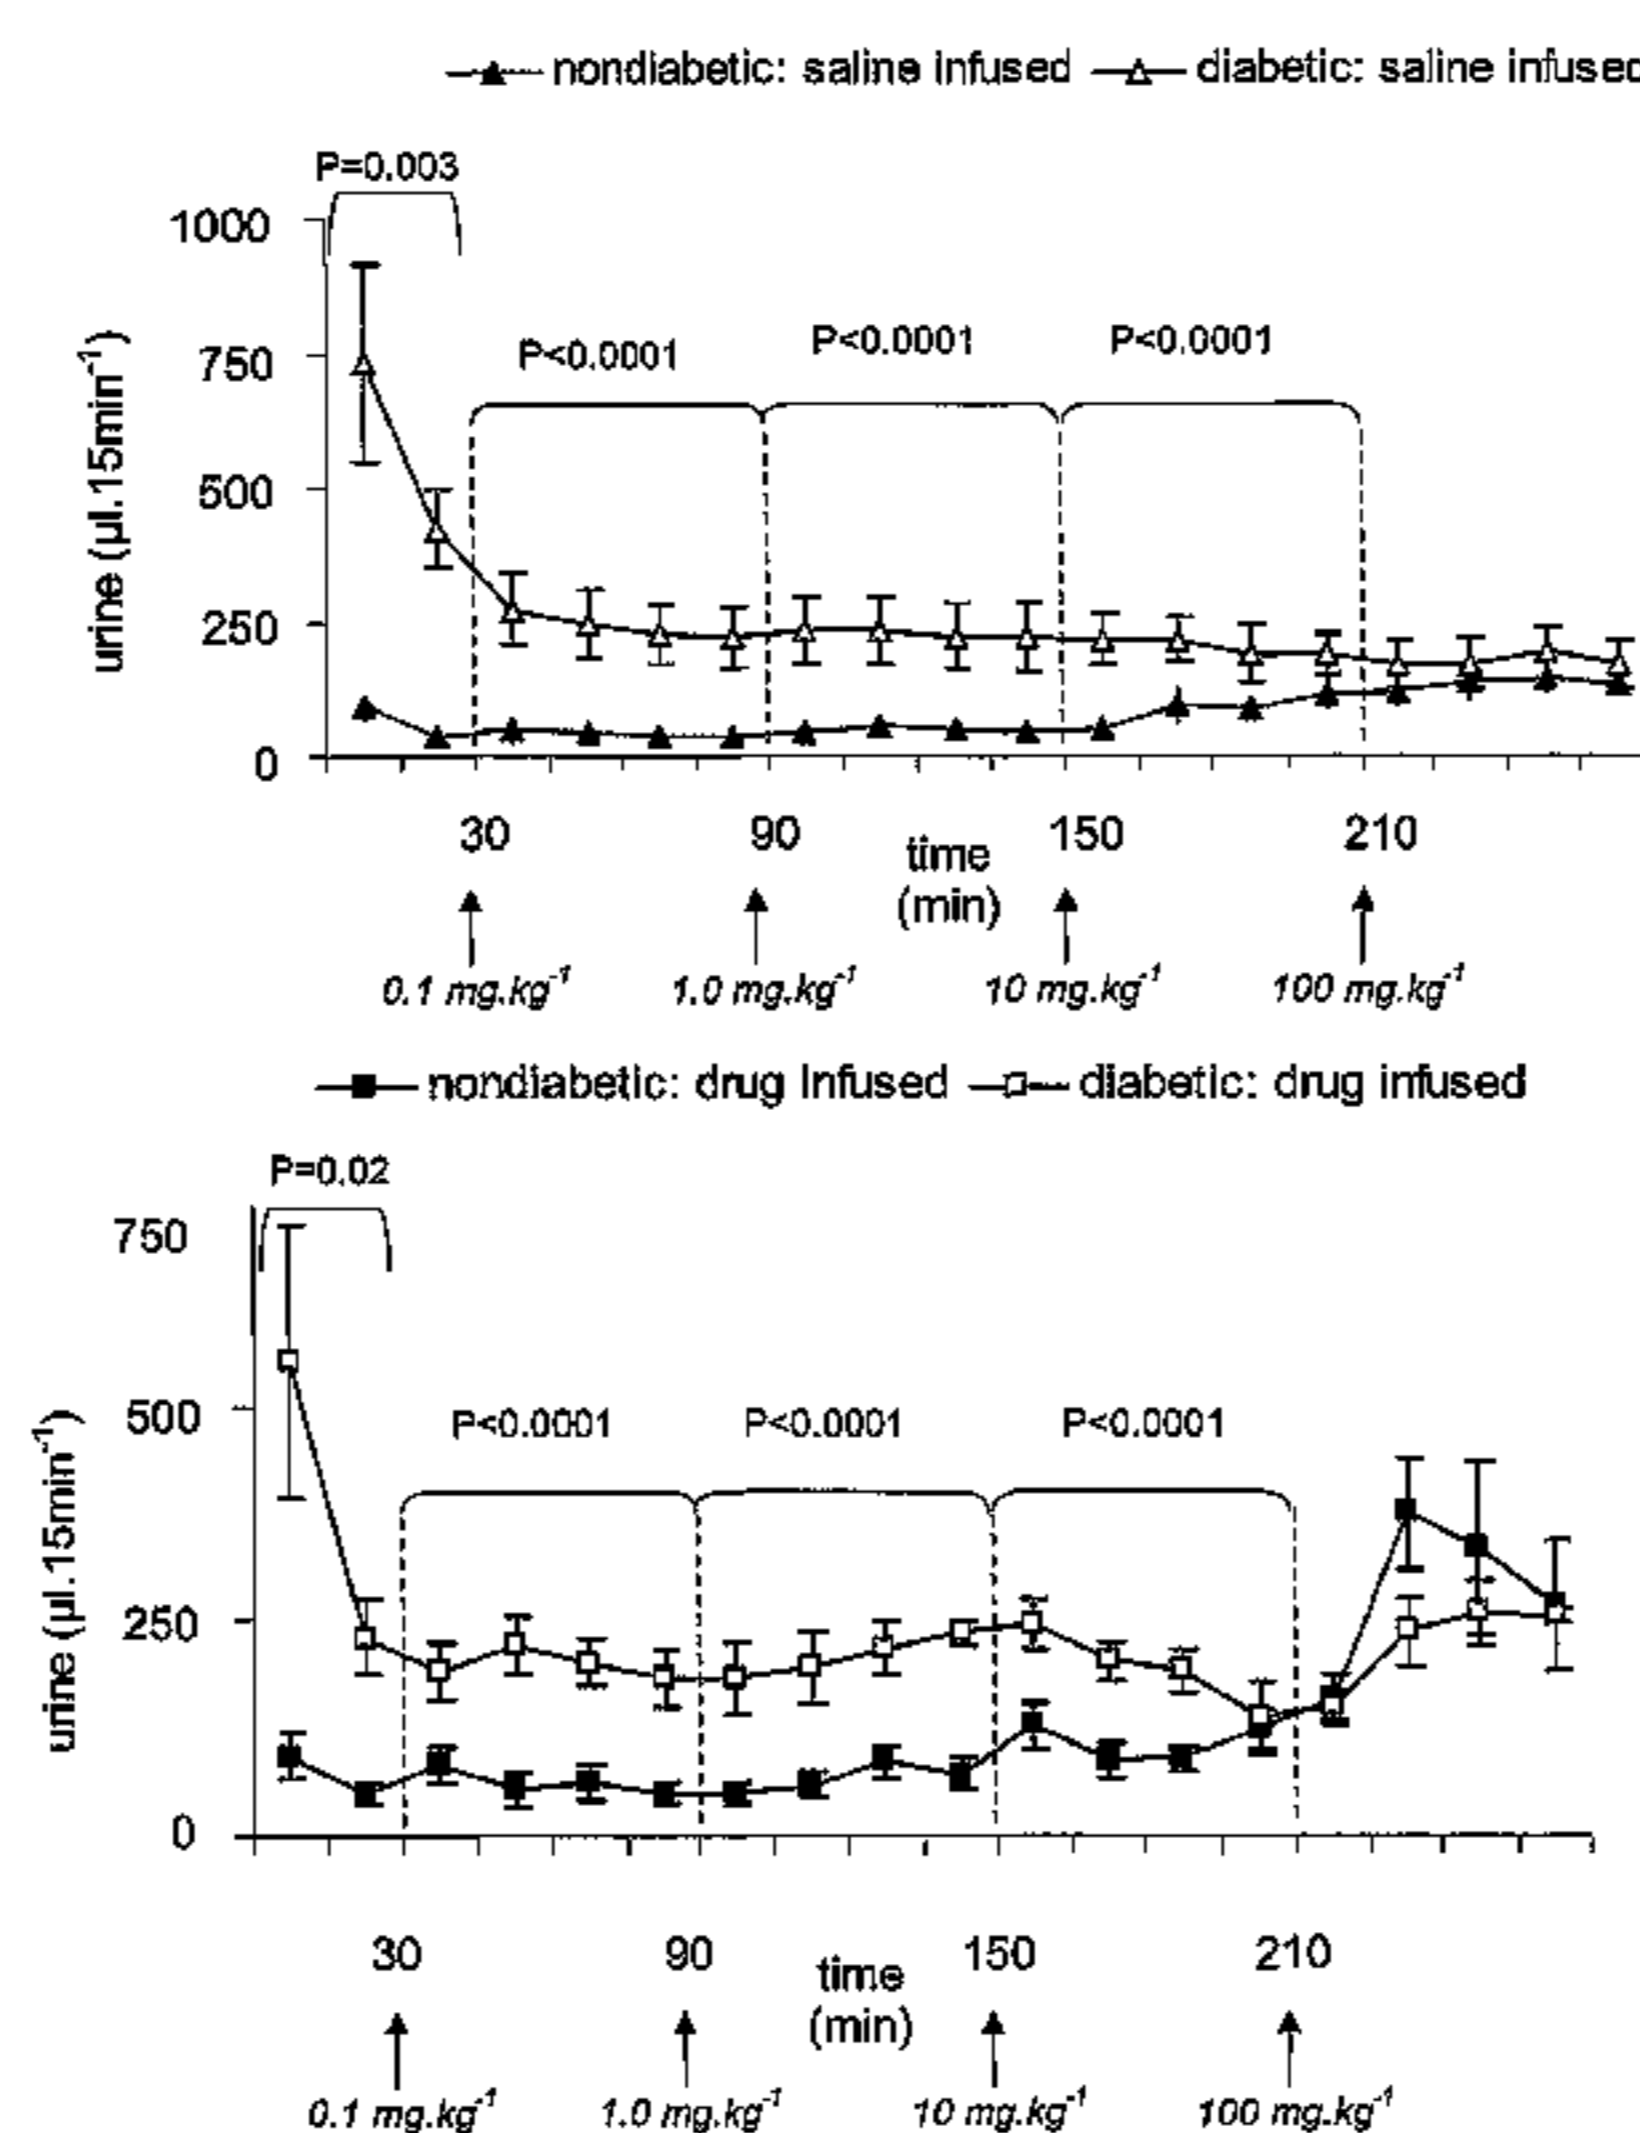 nondiabetic: saline infused diabetic: saline infused
P=0.003
1000
750
500
250
0
urine (µl.15min⁻¹)
P<0.0001 P<0.0001 P<0.0001
30 90 150 210
time
(min)
0.1 mg.kg⁻¹ 1.0 mg.kg⁻¹ 10 mg.kg⁻¹ 100 mg.kg⁻¹
nondiabetic: drug Infused diabetic: drug infused
P=0.02
750
500
250
0
urine (µl.15min⁻¹)
P<0.0001 P<0.0001 P<0.0001
30 90 150 210
time
(min)
0.1 mg.kg⁻¹ 1.0 mg.kg⁻¹ 10 mg.kg⁻¹ 100 mg.kg⁻¹